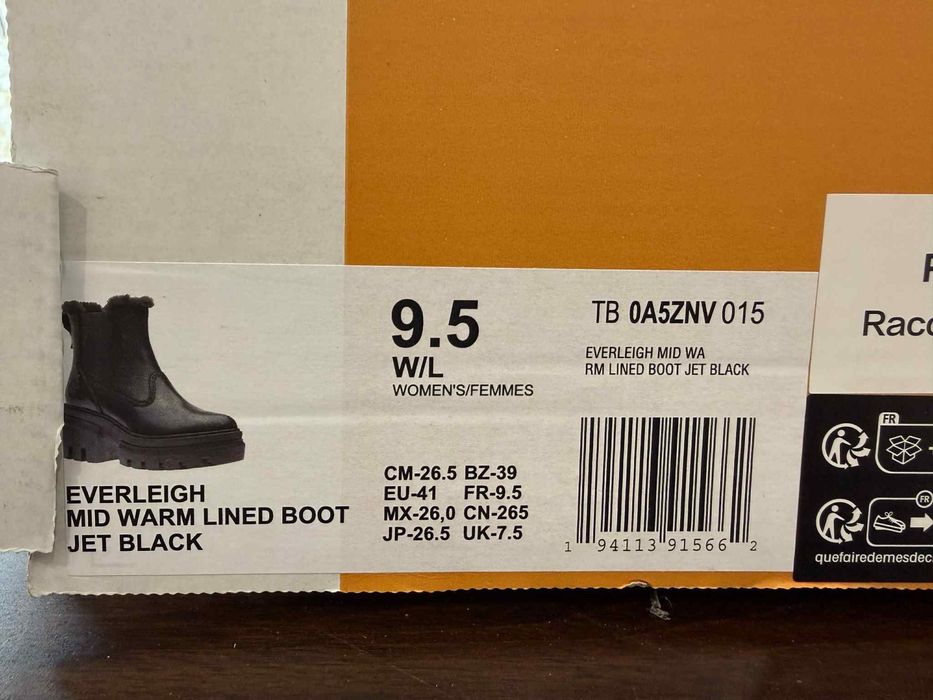 9.5
W/L
WOMEN'S/FEMMES
TB 0A5ZNV 015
EVERLEIGH MID WA
RM LINED BOOT JET BLACK
CM-26.5 BZ-39
EU-41 FR-9.5
MX-26,0 CN-265
JP-26.5 UK-7.5
EVERLEIGH
MID WARM LINED BOOT
JET BLACK
1 94113 91566 2
FR
FR